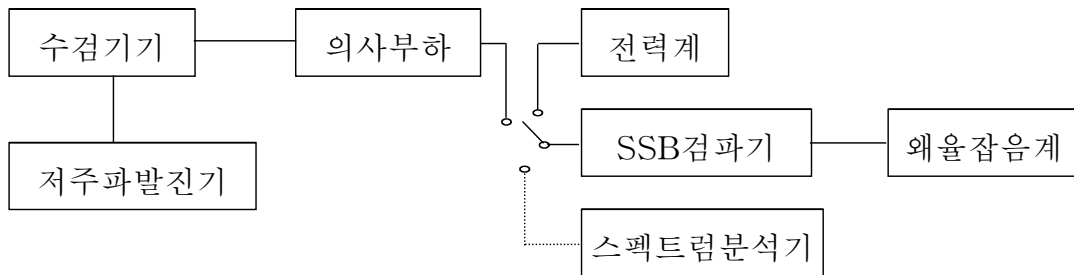 수검기기
의사부하
전력계
SSB검파기
왜율잡음계
저주파발진기
스펙트럼분석기